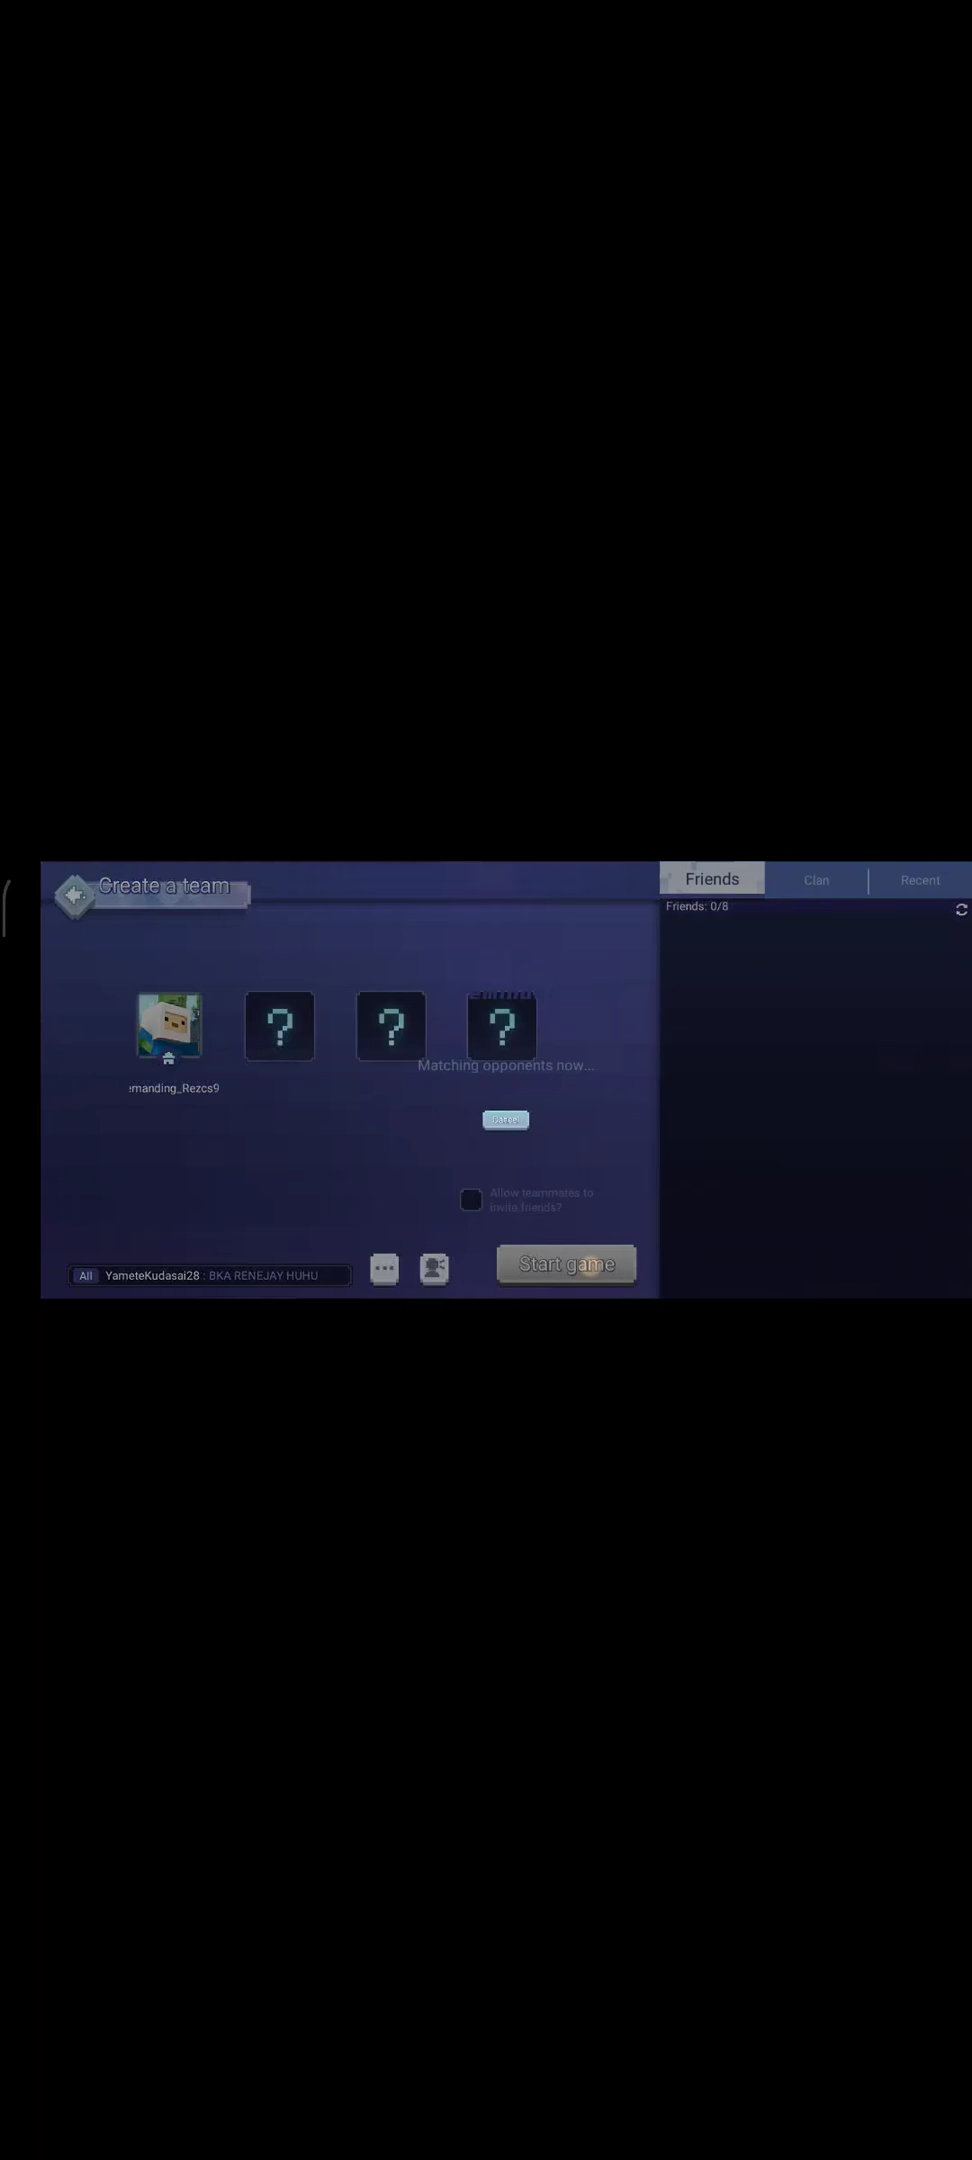 Create a team
Friends
Clan
Recent
Friends: 0/8
?
?
?
Matching opponents now...
manding_Rezcs9
Cancel
Allow teammates to
invite friends?
Start game
All YameteKudasai28 : BKA RENEJAY HUHU